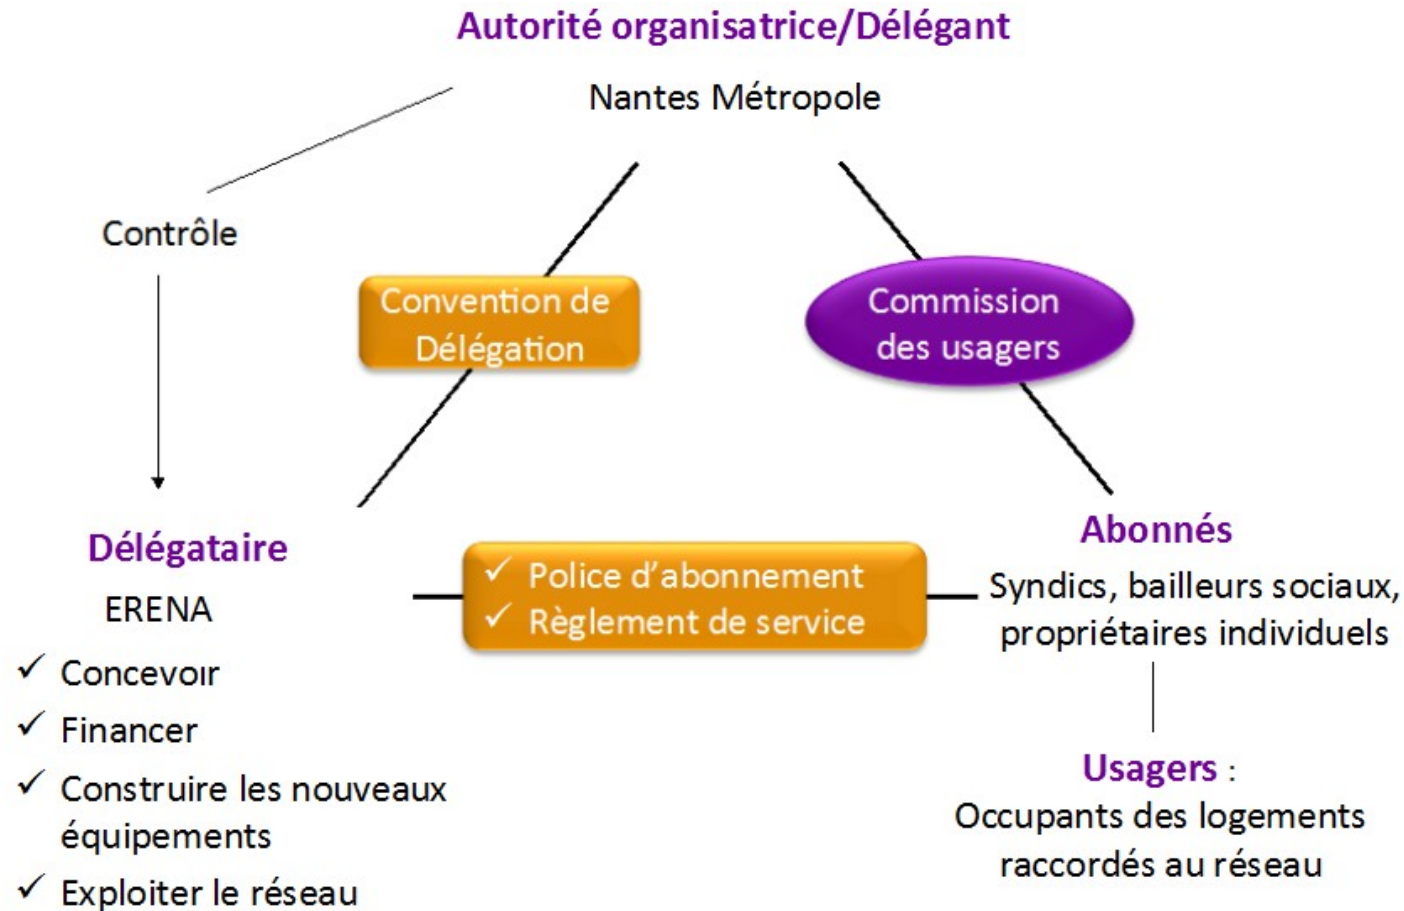 Autorité organisatrice/Délégant
Nantes Métropole
Contrôle
Convention de
Délégation
Commission
des usagers
Délégataire
ERENA
✓ Concevoir
✓ Financer
✓ Construire les nouveaux
équipements
✓ Exploiter le réseau
✓ Police d’abonnement
✓ Règlement de service
Abonnés
Syndics, bailleurs sociaux,
propriétaires individuels
Usagers :
Occupants des logements
raccordés au réseau